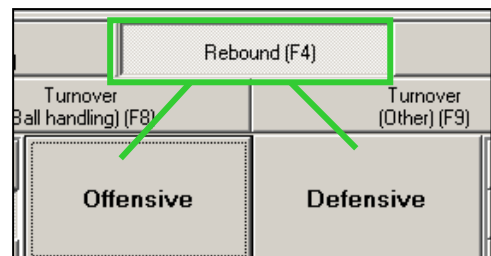 Rebound (F4)
Turnover
Ball handling) (F8)
Turnover
(Other) (F9)
Offensive
Defensive